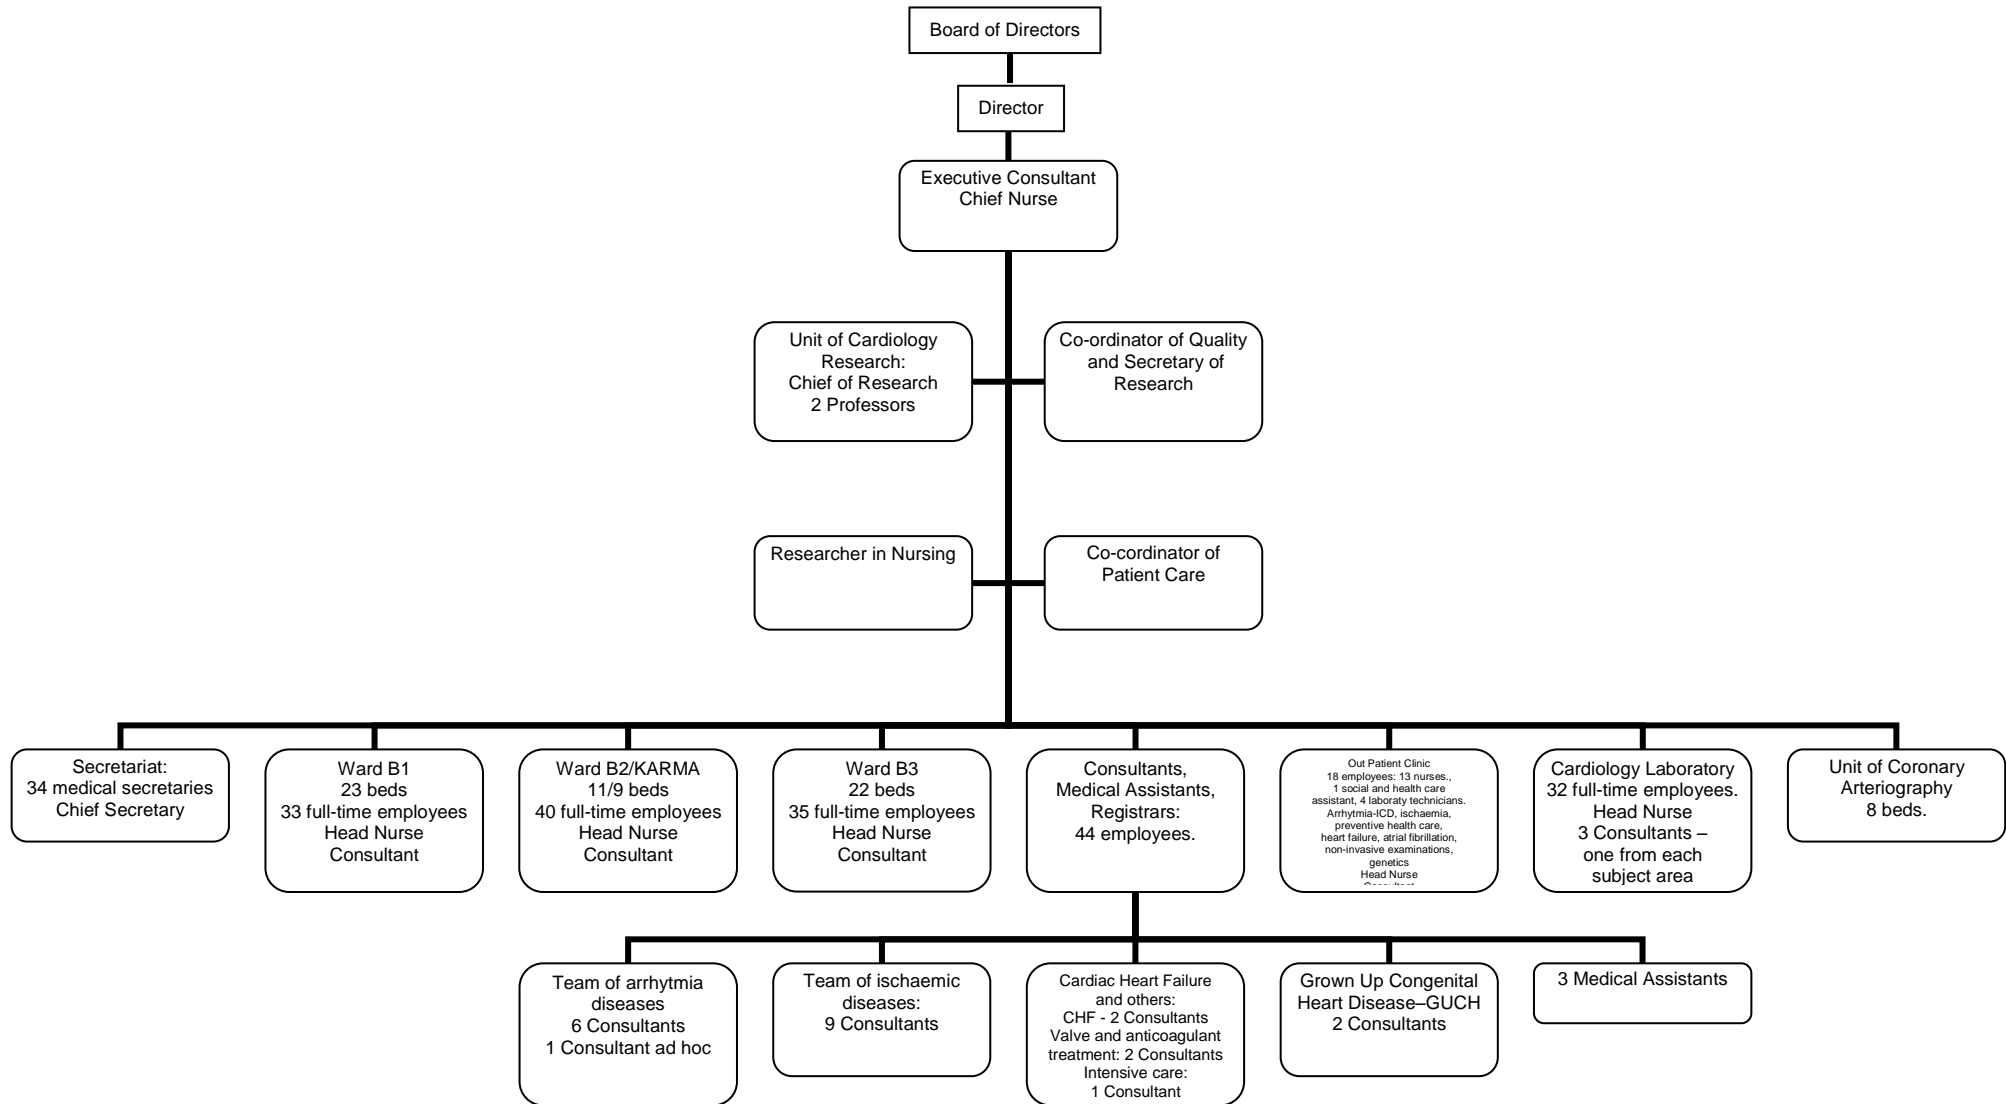 Board of Directors
Director
Executive Consultant
Chief Nurse
Unit of Cardiology
Research:
Chief of Research
2 Professors
Co-ordinator of Quality
and Secretary of
Research
Researcher in Nursing
Co-cordinator of
Patient Care
Secretariat:
34 medical secretaries
Chief Secretary
Ward B1
23 beds
33 full-time employees
Head Nurse
Consultant
Ward B2/KARMA
11/9 beds
40 full-time employees
Head Nurse
Consultant
Ward B3
22 beds
35 full-time employees
Head Nurse
Consultant
Consultants,
Medical Assistants,
Registrars:
44 employees.
Out Patient Clinic
18 employees: 13 nurses.,
1 social and health care
assistant, 4 laboraty technicians.
Arrhytmia-ICD, ischaemia,
preventive health care,
heart failure, atrial fibrillation,
non-invasive examinations,
genetics
Head Nurse
Cardiology Laboratory
32 full-time employees.
Head Nurse
3 Consultants –
one from each
subject area
Unit of Coronary
Arteriography
8 beds.
Team of arrhytmia
diseases
6 Consultants
1 Consultant ad hoc
Team of ischaemic
diseases:
9 Consultants
Cardiac Heart Failure
and others:
CHF - 2 Consultants
Valve and anticoagulant
treatment: 2 Consultants
Intensive care:
1 Consultant
Grown Up Congenital
Heart Disease–GUCH
2 Consultants
3 Medical Assistants